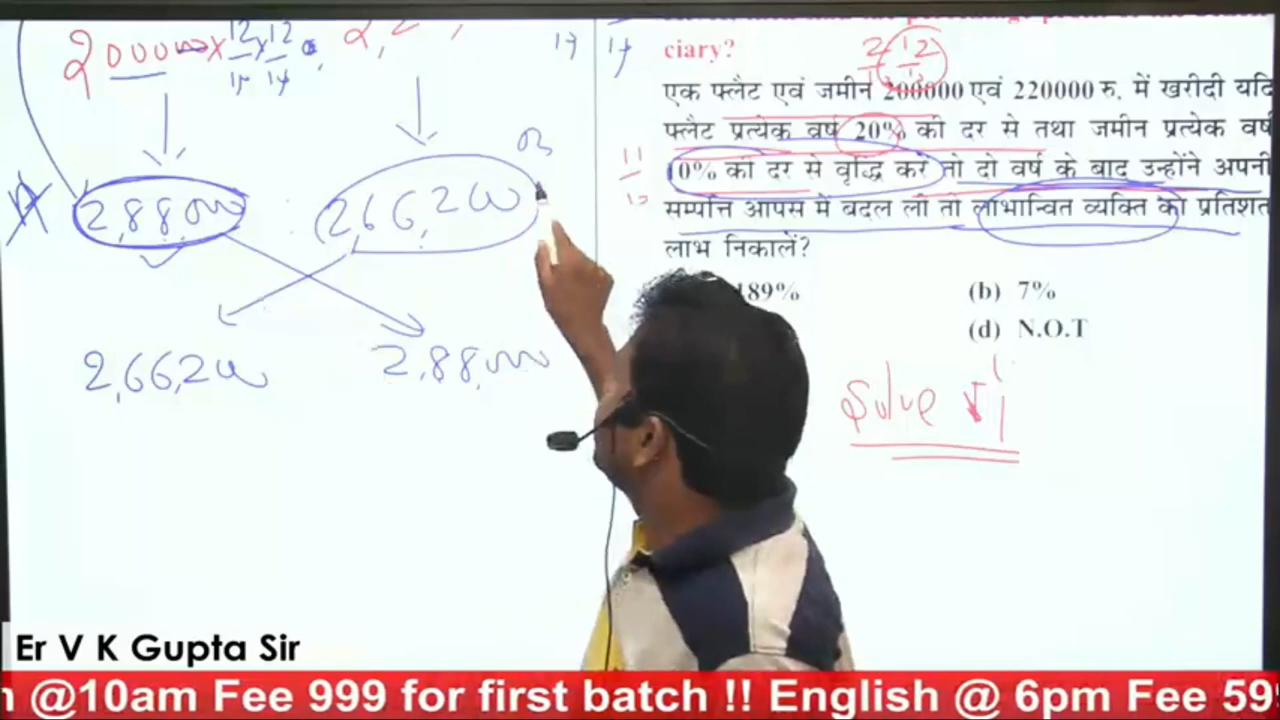 ciary?
एक फ्लैट एवं जमीन 200000 एवं 220000 रु. में खरीदी यदि
फ्लैट प्रत्येक वर्ष 20% की दर से तथा जमीन प्रत्येक वर्ष
10% की दर से वृद्धि करे तो दो वर्ष के बाद उन्होंने अपनी
सम्पत्ति आपस में बदल ली तो लाभान्वित व्यक्ति का प्रतिशत
लाभ निकालें?
189%
(b) 7%
(d) N.O.T
Solve
2,66,200
2,88,000
2,88,000
2,66,200
Er V K Gupta Sir
@10am Fee 999 for first batch !! English @ 6pm Fee 59